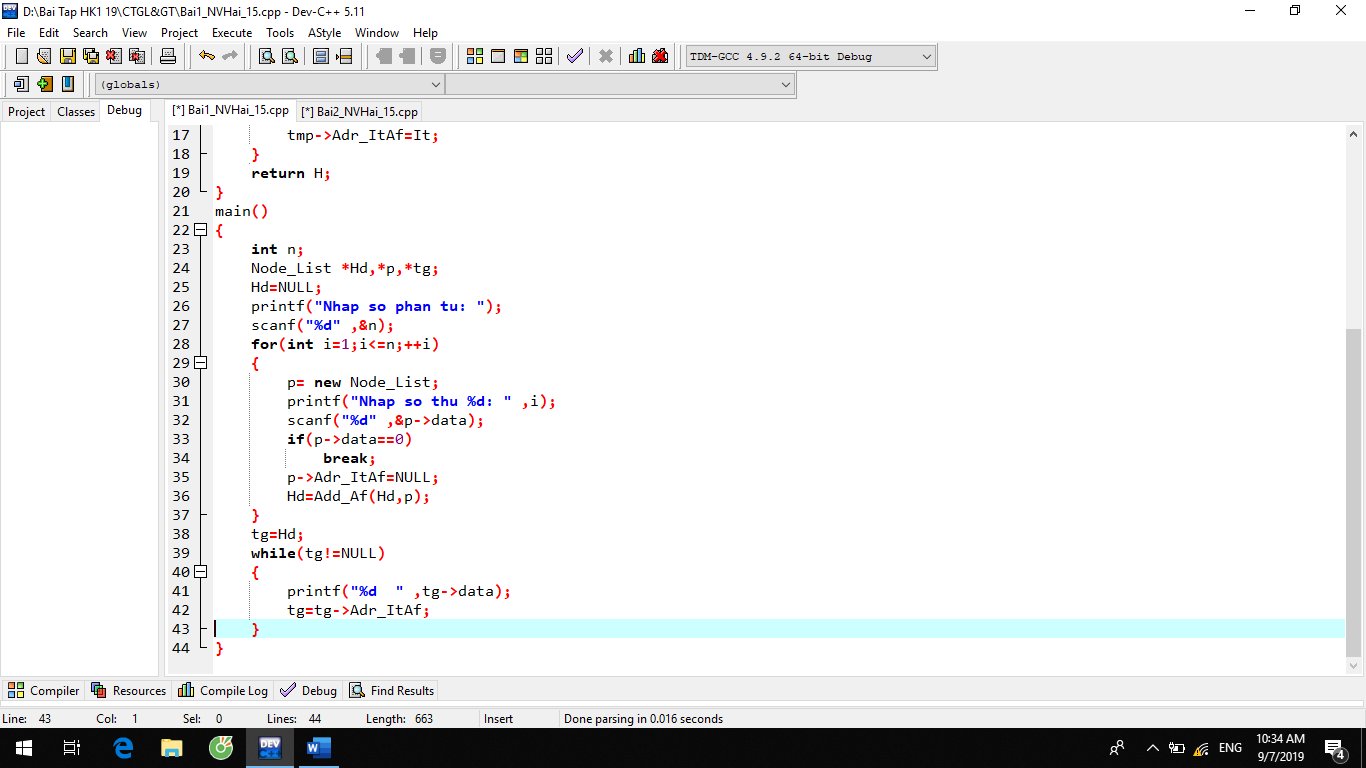 D:\Bai Tap HK1 19\CTGL&GT\Bai1_NVHai_15.cpp - Dev-C++ 5.11
File Edit Search View Project Execute Tools AStyle Window Help
TDM-GCC 4.9.2 64-bit Debug
(globals)
Project Classes Debug [*] Bai1_NVHai_15.cpp [*] Bai2_NVHai_15.cpp
17 tmp->Adr_ItAf=It;
18 }
19 return H;
20 }
21 main()
22 {
23 int n;
24 Node_List *Hd,*p,*tg;
25 Hd=NULL;
26 printf("Nhap so phan tu: ");
27 scanf("%d" ,&n);
28 for(int i=1;i<=n;++i)
29 {
30 p= new Node_List;
31 printf("Nhap so thu %d: " ,i);
32 scanf("%d" ,&p->data);
33 if(p->data==0)
34 break;
35 p->Adr_ItAf=NULL;
36 Hd=Add_Af(Hd,p);
37 }
38 tg=Hd;
39 while(tg!=NULL)
40 {
41 printf("%d  " ,tg->data);
42 tg=tg->Adr_ItAf;
43 }
44 }
Compiler Resources Compile Log Debug Find Results
Line: 43 Col: 1 Sel: 0 Lines: 44 Length: 663 Insert Done parsing in 0.016 seconds
DEV
W
ENG
10:34 AM
9/7/2019
4